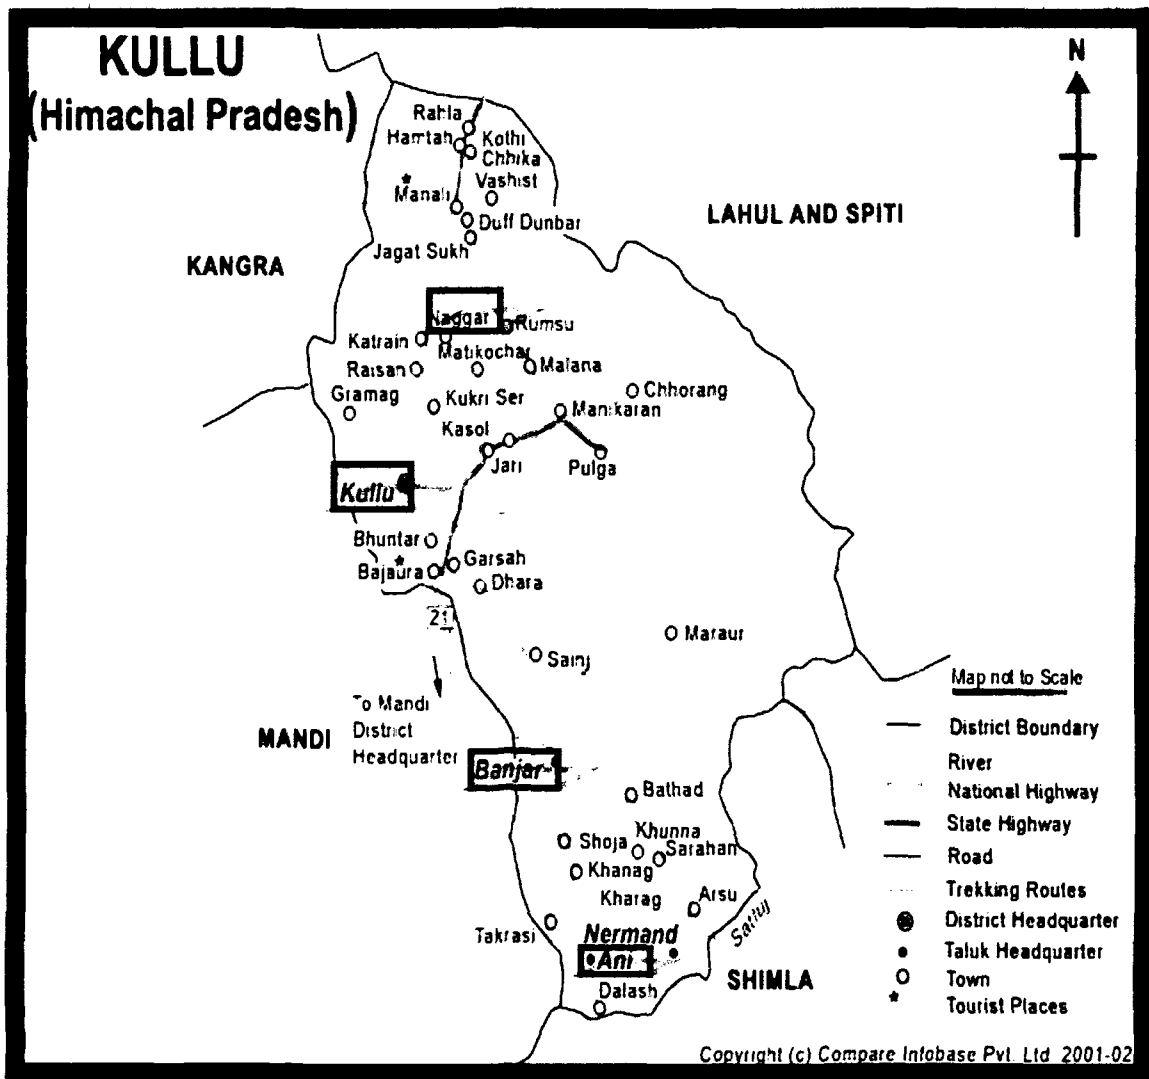 KULLU
(Himachal Pradesh)
N
Rahla
Hamtah
Kothi
Chhika
Vashist
Manali
Duff Dunbar
Jagat Sukh
LAHUL AND SPITI
KANGRA
Naggar
Rumsu
Katrain
Matikochar
Raisan
Malana
Gramag
Kukri Ser
Chhorang
Manikaran
Kasol
Jari
Pulga
Kullu
Bhuntar
Garsah
Bajaura
Dhara
21
Maraur
Sainj
To Mandi
District
Headquarter
MANDI
Banjar
Bathad
Shoja
Khunna
Sarahan
Khanag
Kharag
Arsu
Takrasi
Nermand
Satluj
Ani
SHIMLA
Dalash
Map not to Scale
District Boundary
River
National Highway
State Highway
Road
Trekking Routes
District Headquarter
Taluk Headquarter
Town
Tourist Places
Copyright (c) Compare Infobase Pvt. Ltd 2001-02